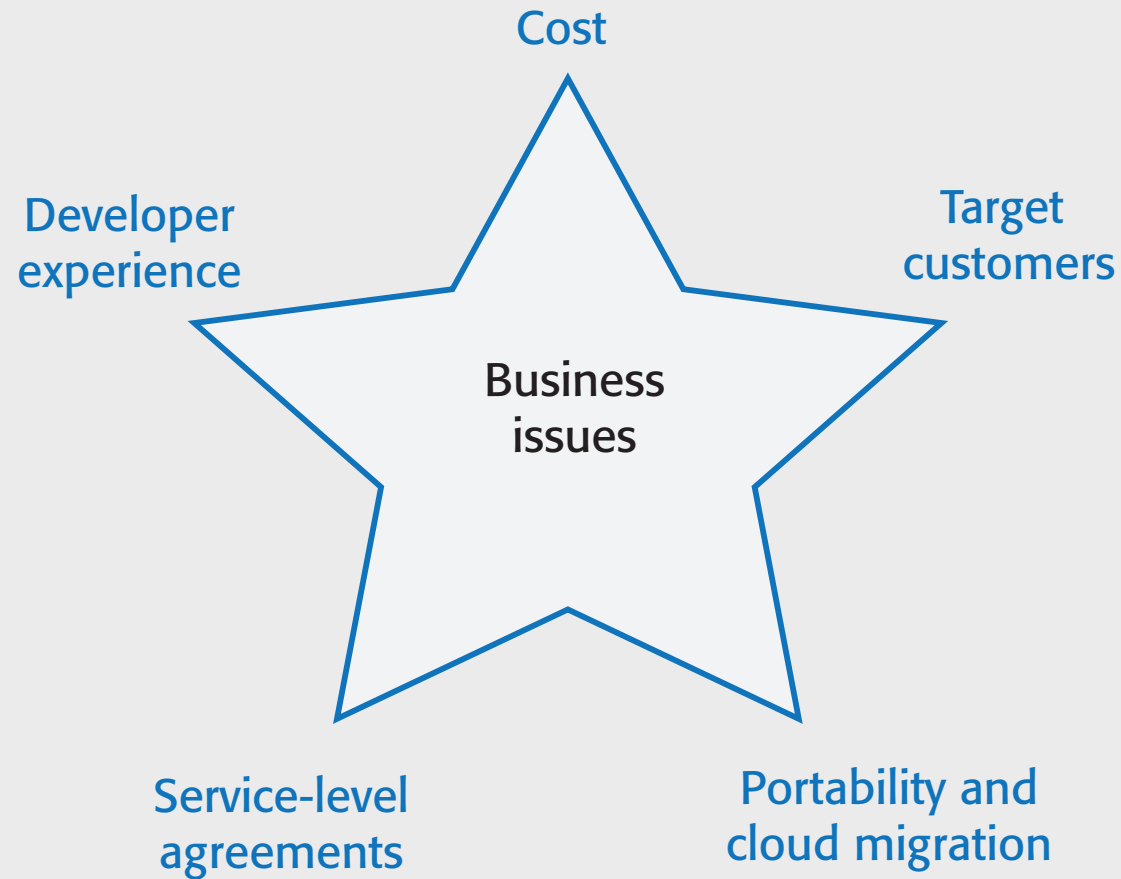 Cost
Developer
experience
Target
customers
Business
issues
Service-level
agreements
Portability and
cloud migration